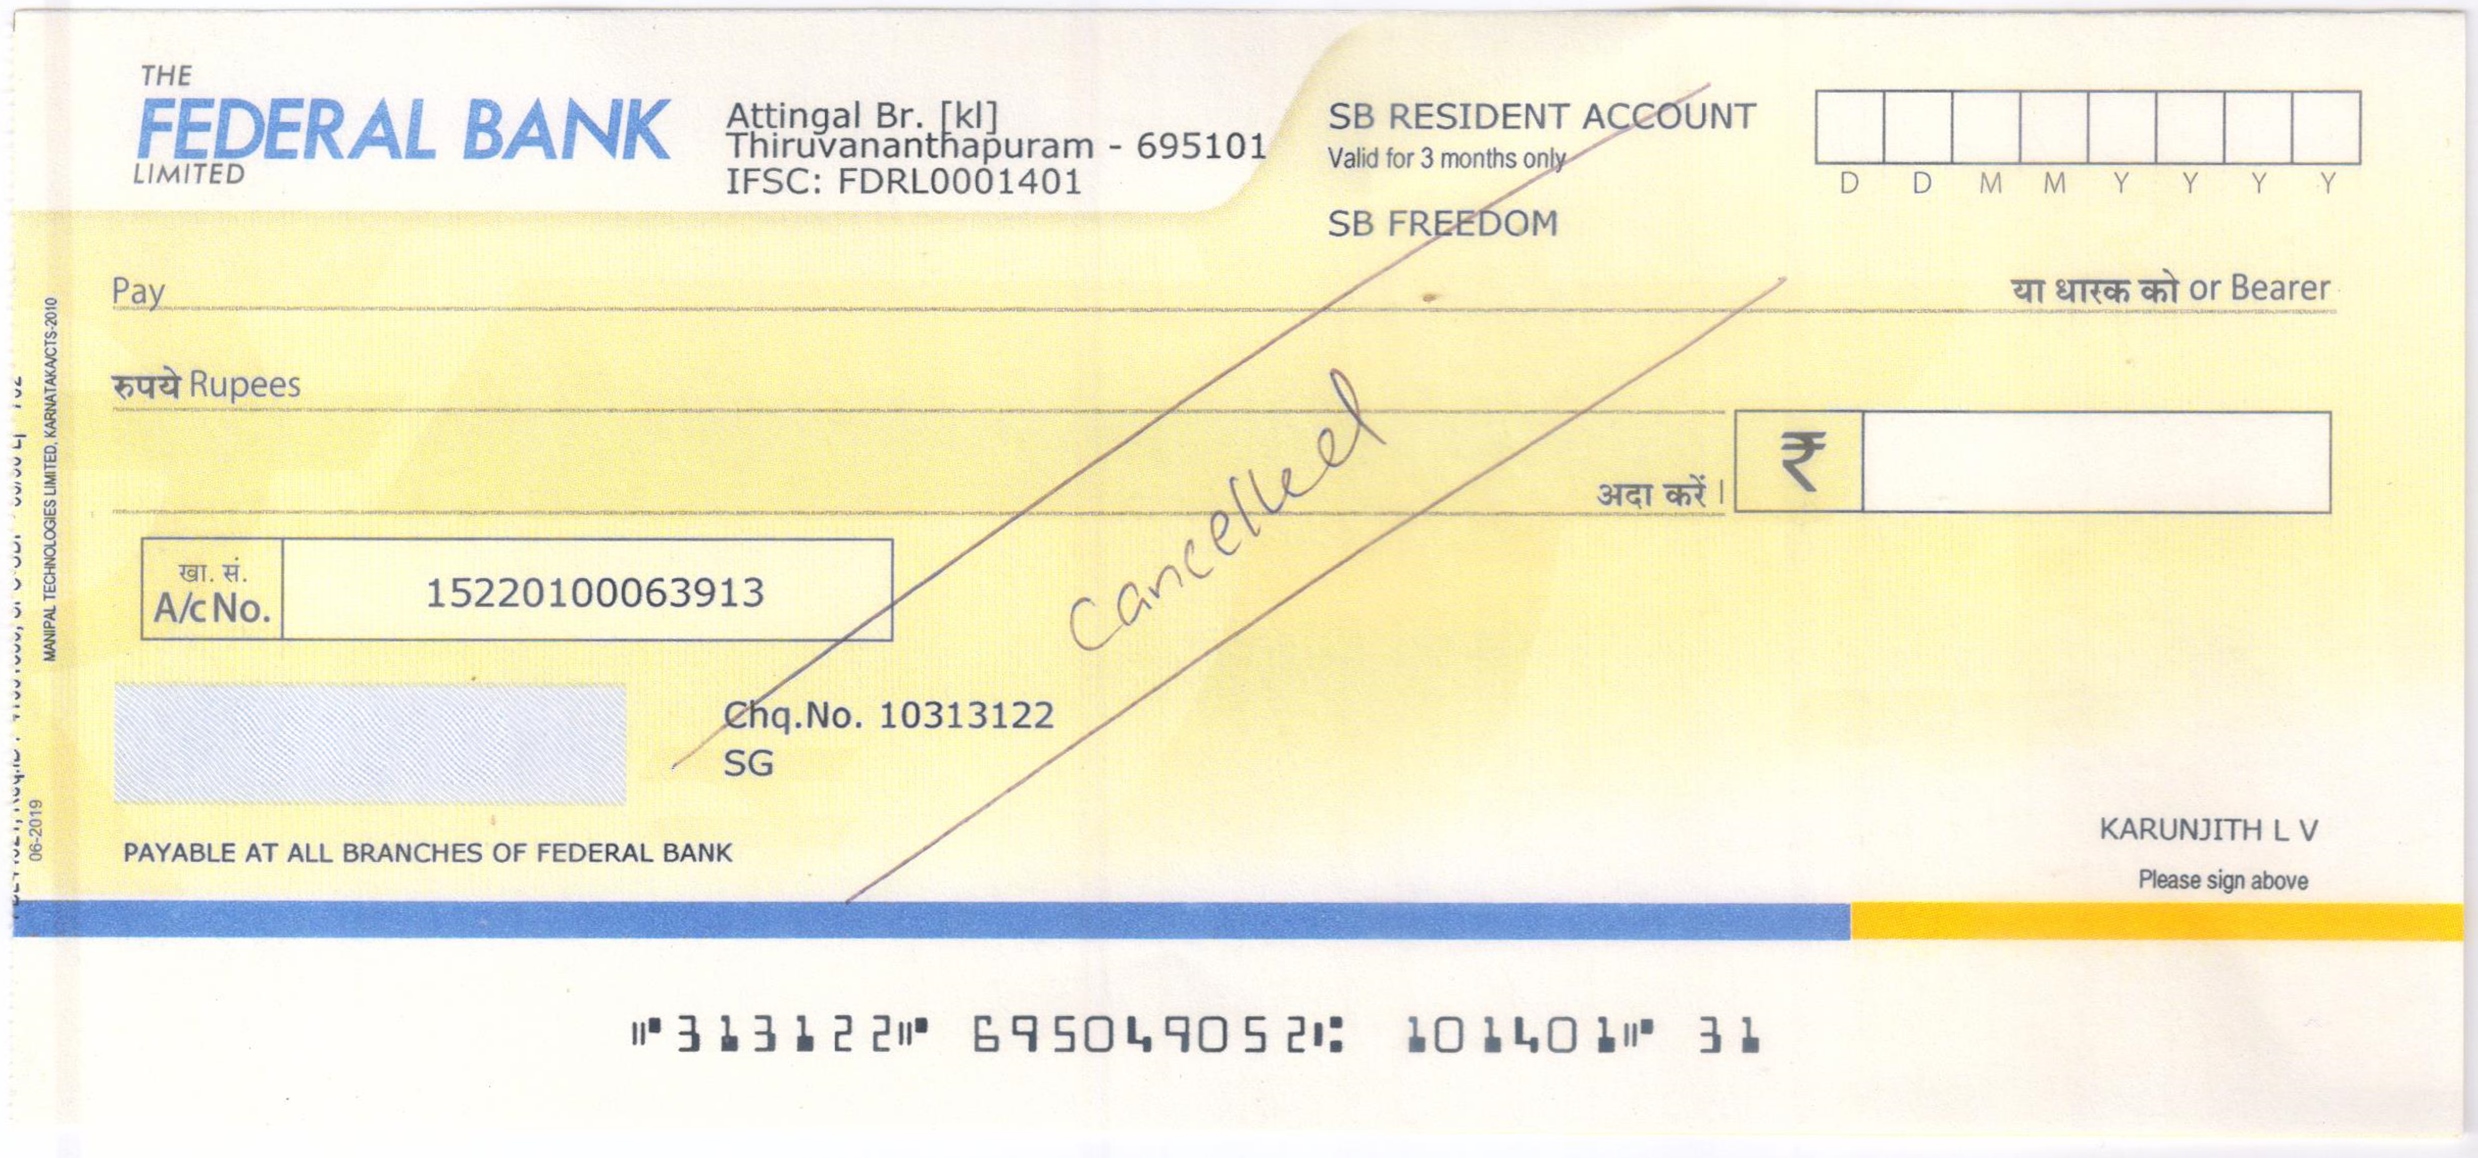 THE
FEDERAL BANK
LIMITED
Attingal Br. [kl]
Thiruvananthapuram - 695101
IFSC: FDRL0001401
SB RESIDENT ACCOUNT
Valid for 3 months only
SB FREEDOM
D D M M Y Y Y Y
Pay
या धारक को or Bearer
रुपये Rupees
अदा करें ।
₹
खा. सं.
A/c No.
15220100063913
Cancelled
Chq.No. 10313122
SG
PAYABLE AT ALL BRANCHES OF FEDERAL BANK
KARUNJITH L V
Please sign above
MANIPAL TECHNOLOGIES LIMITED, KARNATAKA/CTS-2010
06-2019
⑈313122⑈ 695049052⑆ 101401⑈ 31